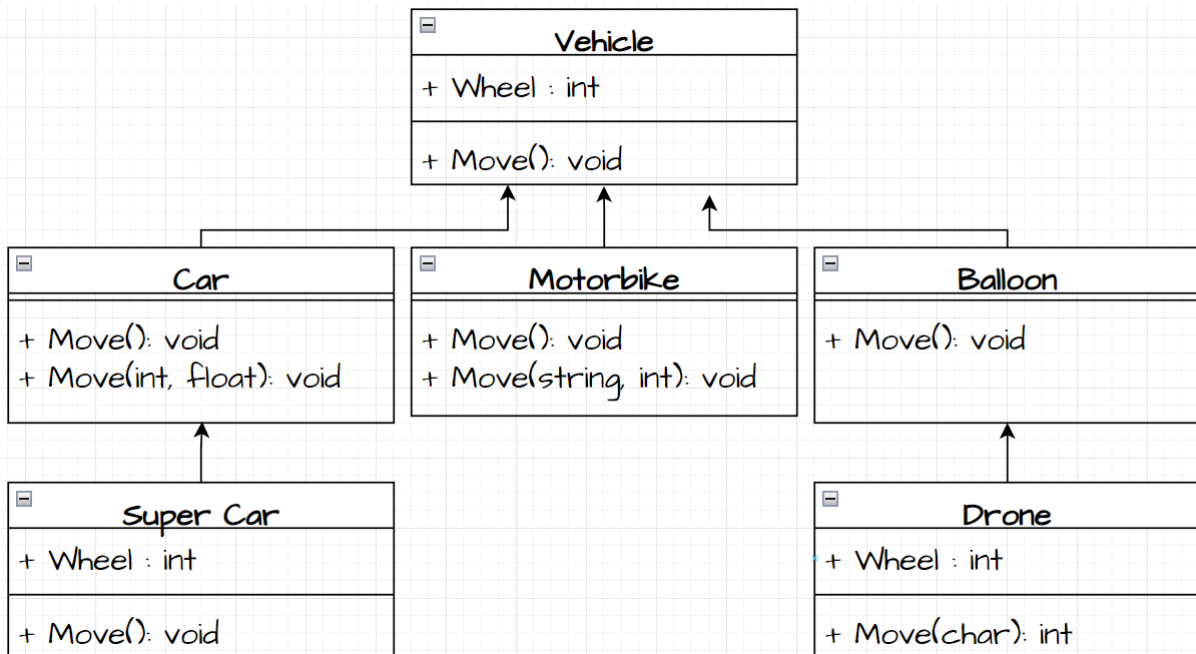 Vehicle
+ Wheel : int
+ Move(): void
Car
+ Move(): void
+ Move(int, float): void
Motorbike
+ Move(): void
+ Move(string, int): void
Balloon
+ Move(): void
Super Car
+ Wheel : int
+ Move(): void
Drone
+ Wheel : int
+ Move(char): int